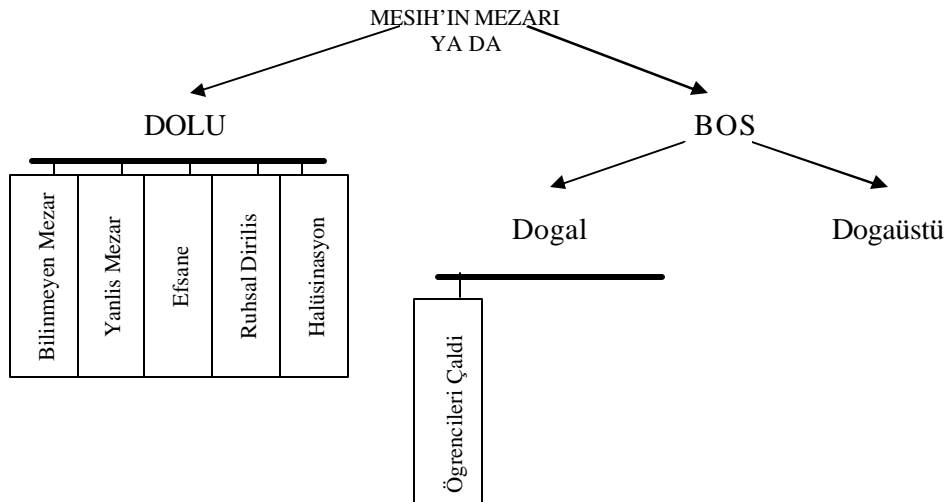 MESIH’IN MEZARI
YA DA
DOLU
BOS
Bilinmeyen Mezar
Yanlis Mezar
Efsane
Ruhsal Dirilis
Halüsinasyon
Dogal
Dogaüstü
Ögrencileri Çaldi